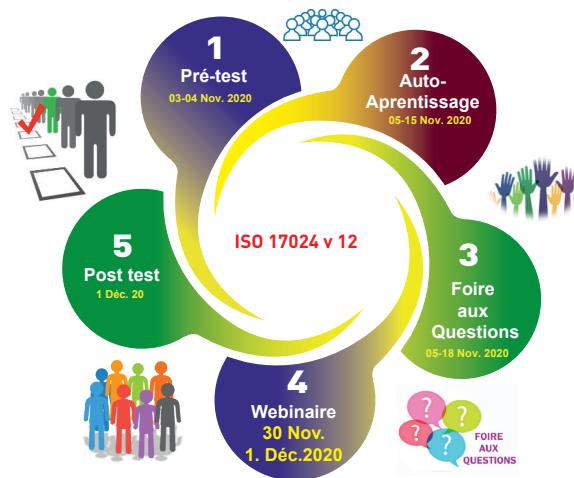 1
Pré-test
03-04 Nov. 2020
2
Auto-
Aprentissage
05-15 Nov. 2020
ISO 17024 v 12
3
Foire
aux
Questions
05-18 Nov. 2020
4
Webinaire
30 Nov.
1. Déc.2020
5
Post test
1 Déc. 20
? ? ? ?
FOIRE
AUX
QUESTIONS